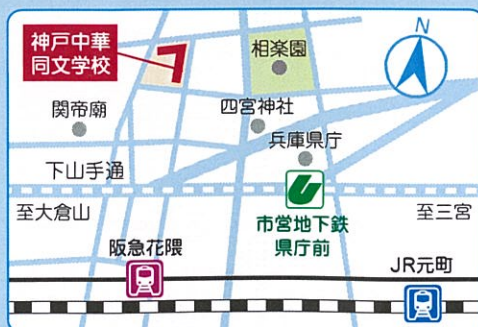 神戸中華
同文学校
相楽園
N
関帝廟
四宮神社
兵庫県庁
下山手通
至大倉山
市営地下鉄
県庁前
至三宮
阪急花隈
JR元町